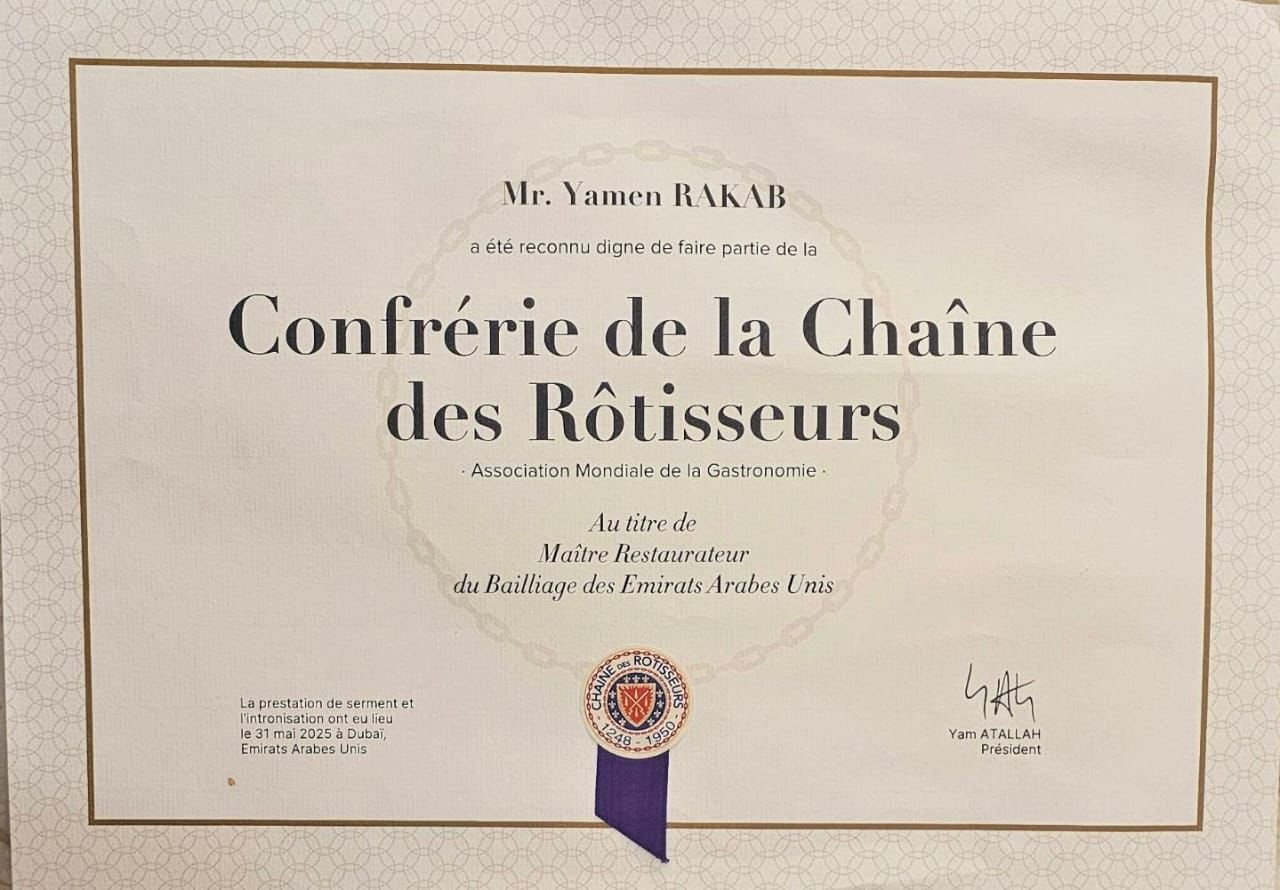 Mr. Yamen RAKAB
a été reconnu digne de faire partie de la
Confrérie de la Chaîne
des Rôtisseurs
· Association Mondiale de la Gastronomie ·
Au titre de
Maître Restaurateur
du Bailliage des Emirats Arabes Unis
CHAINE DES ROTISSEURS
· 1248 - 1950 ·
La prestation de serment et
l'intronisation ont eu lieu
le 31 mai 2025 à Dubaï,
Emirats Arabes Unis
Yam ATALLAH
Président